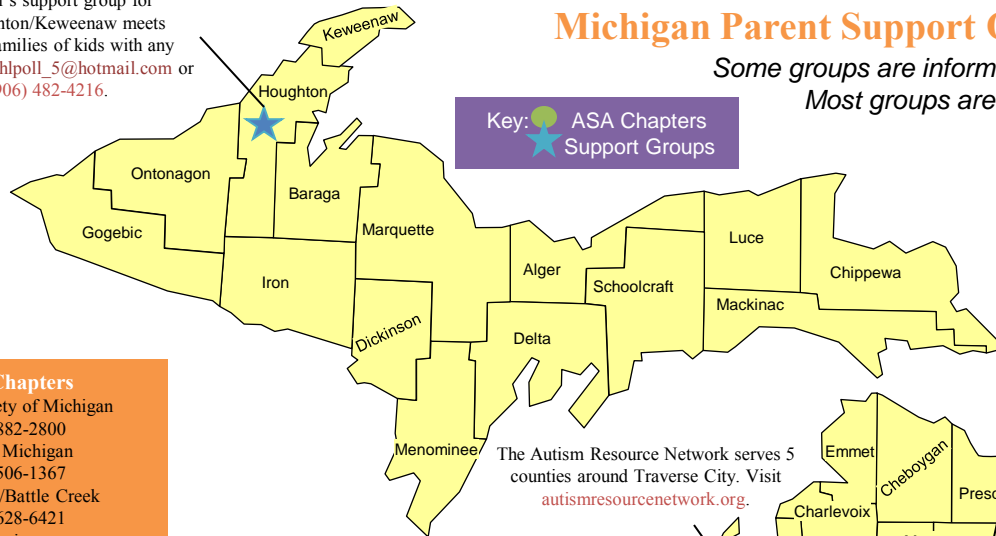 's support group for
nton/Keweenaw meets
amilies of kids with any
hlpoll_5@hotmail.com or
906) 482-4216.
Michigan Parent Support
Some groups are inform
Most groups are
Key: ASA Chapters
Support Groups
Keweenaw
Houghton
Ontonagon
Baraga
Gogebic
Marquette
Iron
Alger
Luce
Schoolcraft
Chippewa
Mackinac
Dickinson
Delta
Menominee
Chapters
ety of Michigan
882-2800
Michigan
506-1367
/Battle Creek
628-6421
The Autism Resource Network serves 5
counties around Traverse City. Visit
autismresourcenetwork.org.
Emmet
Cheboygan
Presc
Charlevoix